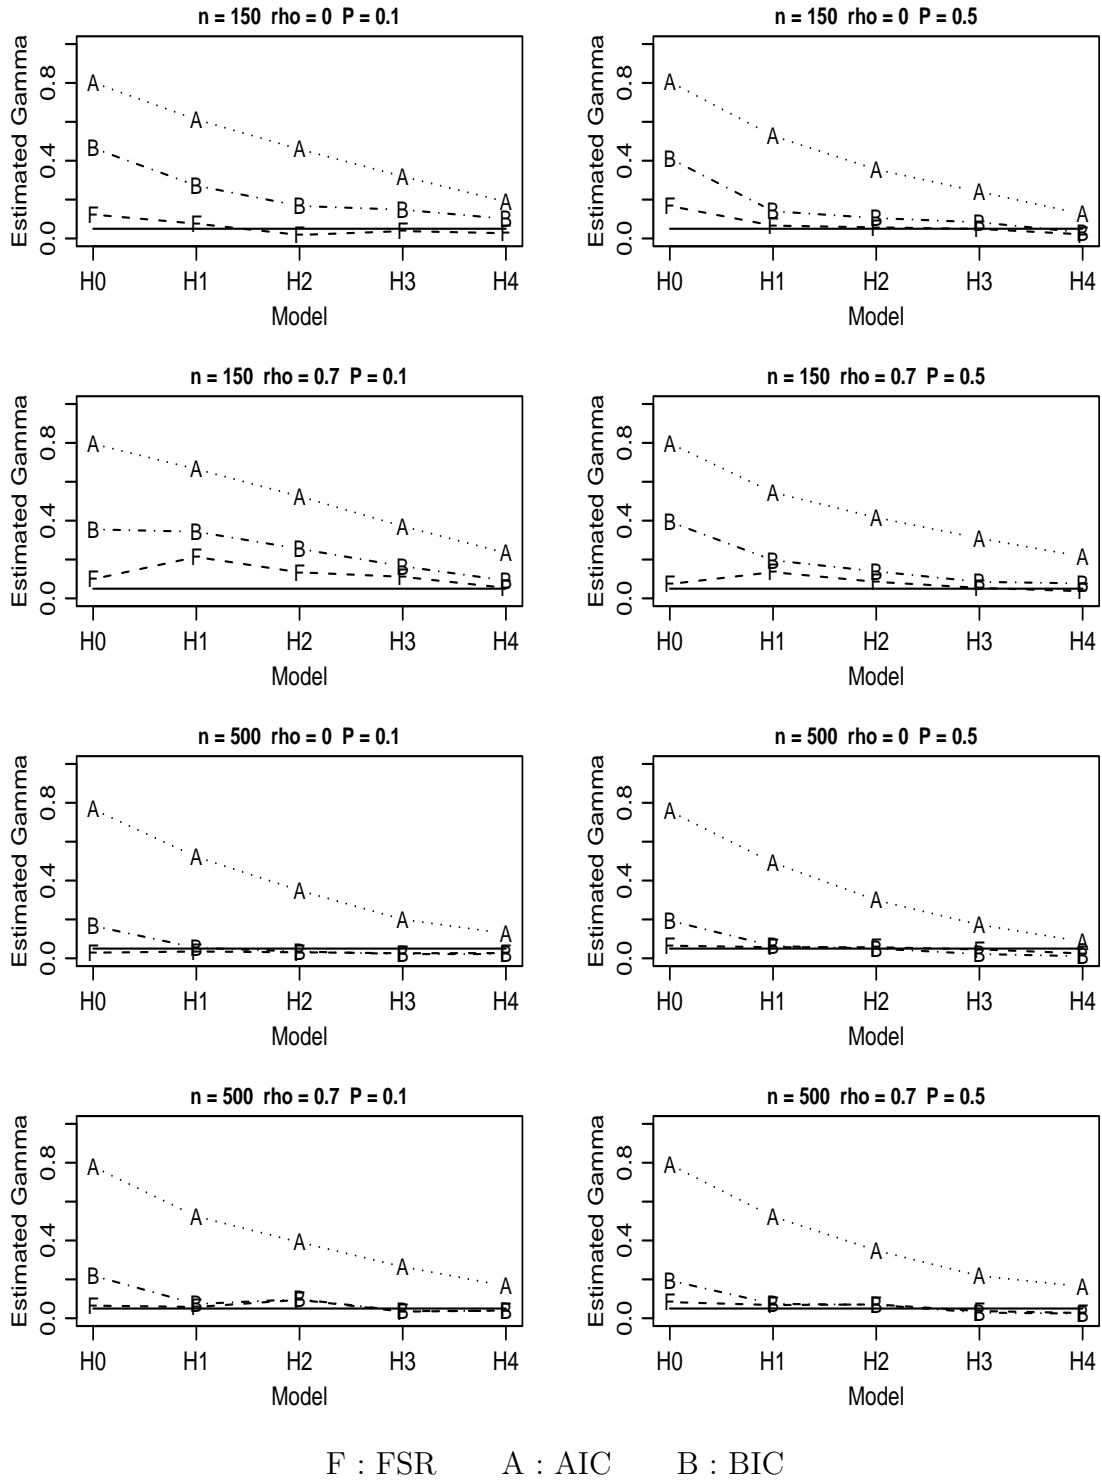 n = 150 rho = 0 P = 0.1
Estimated Gamma
0.0 0.4 0.8
A A A A A
B B B B B
F F F F F
H0 H1 H2 H3 H4
Model
n = 150 rho = 0 P = 0.5
Estimated Gamma
0.0 0.4 0.8
A A A A A
B B B B B
F F F F F
H0 H1 H2 H3 H4
Model
n = 150 rho = 0.7 P = 0.1
Estimated Gamma
0.0 0.4 0.8
A A A A A
B B B B B
F F F F F
H0 H1 H2 H3 H4
Model
n = 150 rho = 0.7 P = 0.5
Estimated Gamma
0.0 0.4 0.8
A A A A A
B B B B B
F F F F F
H0 H1 H2 H3 H4
Model
n = 500 rho = 0 P = 0.1
Estimated Gamma
0.0 0.4 0.8
A A A A A
B B B B B
F F F F F
H0 H1 H2 H3 H4
Model
n = 500 rho = 0 P = 0.5
Estimated Gamma
0.0 0.4 0.8
A A A A A
B B B B B
F F F F F
H0 H1 H2 H3 H4
Model
n = 500 rho = 0.7 P = 0.1
Estimated Gamma
0.0 0.4 0.8
A A A A A
B B B B B
F F F F F
H0 H1 H2 H3 H4
Model
n = 500 rho = 0.7 P = 0.5
Estimated Gamma
0.0 0.4 0.8
A A A A A
B B B B B
F F F F F
H0 H1 H2 H3 H4
Model
F : FSR A : AIC B : BIC